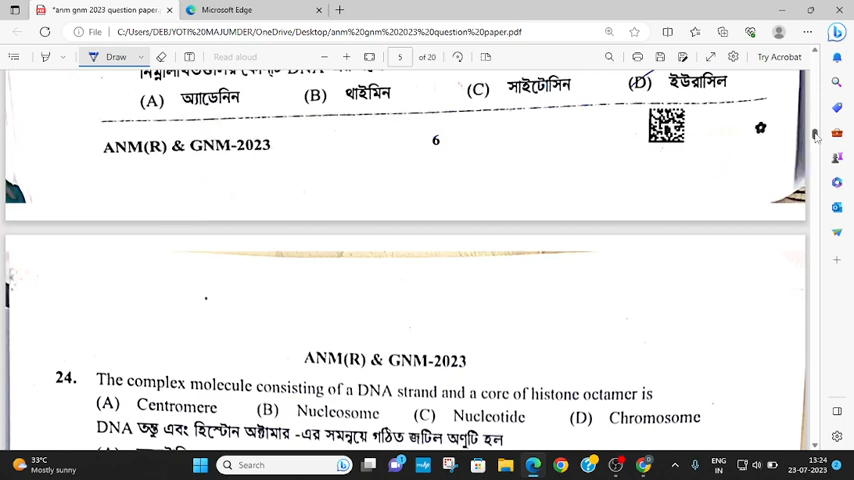 *anm gnm 2023 question paper.
Microsoft Edge
C:/Users/DEBJYOTI%20MAJUMDER/OneDrive/Desktop/anm%20gnm%202023%20question%20paper.pdf
Draw
Read aloud
5
of 20
Try Acrobat
(A) অ্যাডেনিন (B) থাইমিন (C) সাইটোসিন (D) ইউরাসিল
ANM(R) & GNM-2023
6
ANM(R) & GNM-2023
24. The complex molecule consisting of a DNA strand and a core of histone octamer is
(A) Centromere (B) Nucleosome (C) Nucleotide (D) Chromosome
DNA তন্তু এবং হিস্টোন অক্টামার -এর সমন্বয়ে গঠিত জটিল অণুটি হল
33°C
Mostly sunny
Search
ENG
IN
13:24
23-07-2023